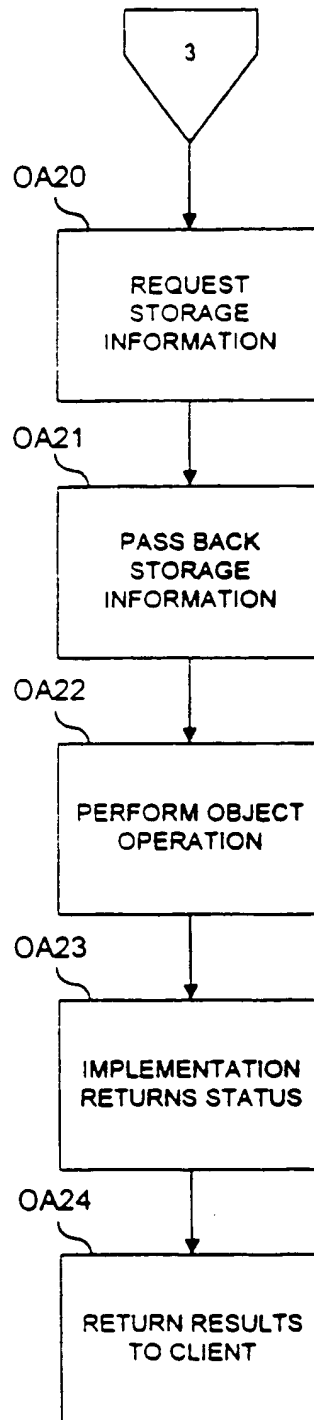 3
OA20
REQUEST
STORAGE
INFORMATION
OA21
PASS BACK
STORAGE
INFORMATION
OA22
PERFORM OBJECT
OPERATION
OA23
IMPLEMENTATION
RETURNS STATUS
OA24
RETURN RESULTS
TO CLIENT